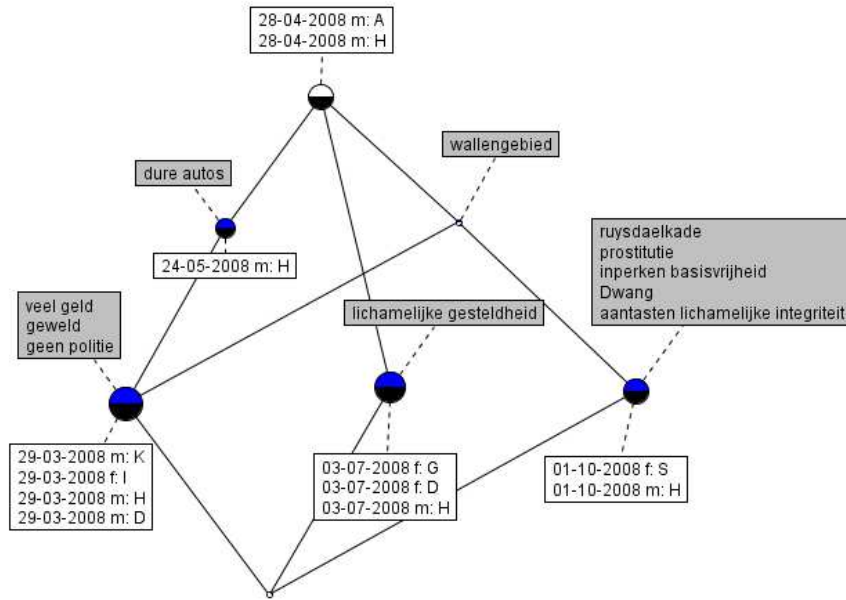 28-04-2008 m: A
28-04-2008 m: H
wallengebied
dure autos
24-05-2008 m: H
ruysdaelkade
prostitutie
inperken basisvrijheid
Dwang
aantasten lichamelijke integriteit
veel geld
geweld
geen politie
lichamelijke gesteldheid
29-03-2008 m: K
29-03-2008 f: I
29-03-2008 m: H
29-03-2008 m: D
03-07-2008 f: G
03-07-2008 f: D
03-07-2008 m: H
01-10-2008 f: S
01-10-2008 m: H